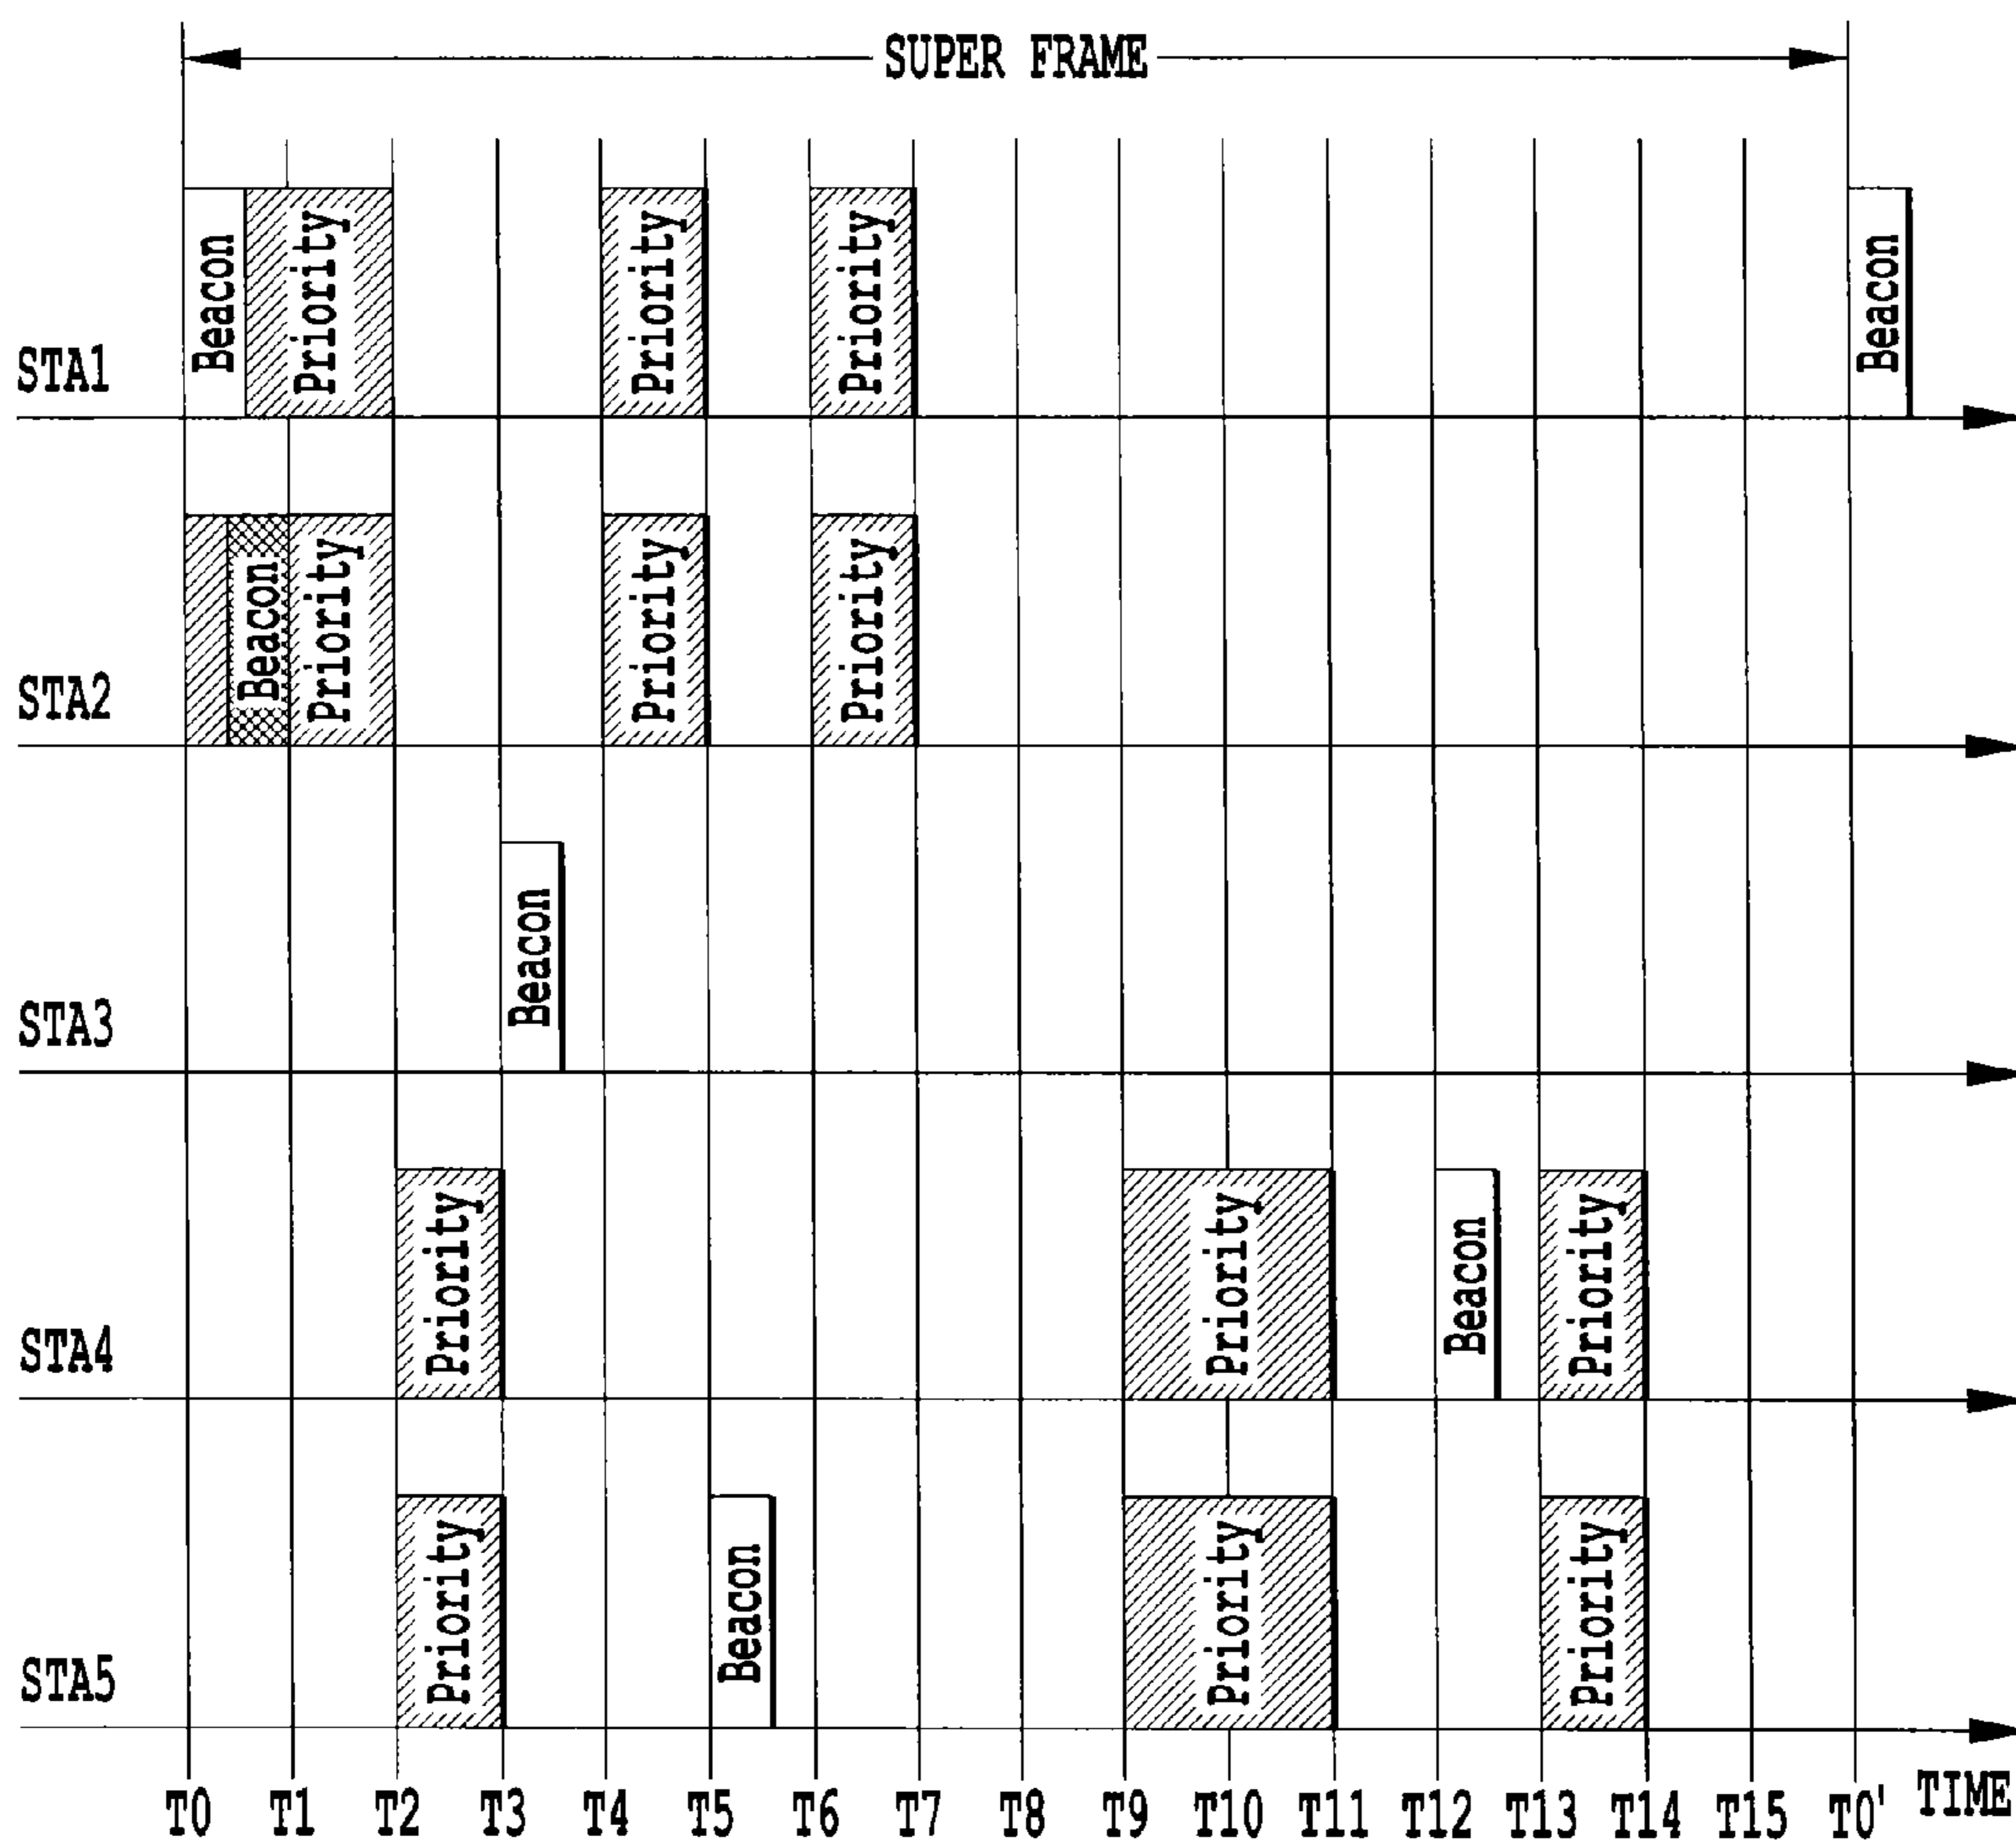 SUPER FRAME
STA1
Beacon
Priority
Priority
Priority
Beacon
STA2
Beacon
Priority
Priority
Priority
STA3
Beacon
STA4
Priority
Priority
Beacon
Priority
STA5
Priority
Beacon
Priority
Priority
T0 T1 T2 T3 T4 T5 T6 T7 T8 T9 T10 T11 T12 T13 T14 T15 T0' TIME